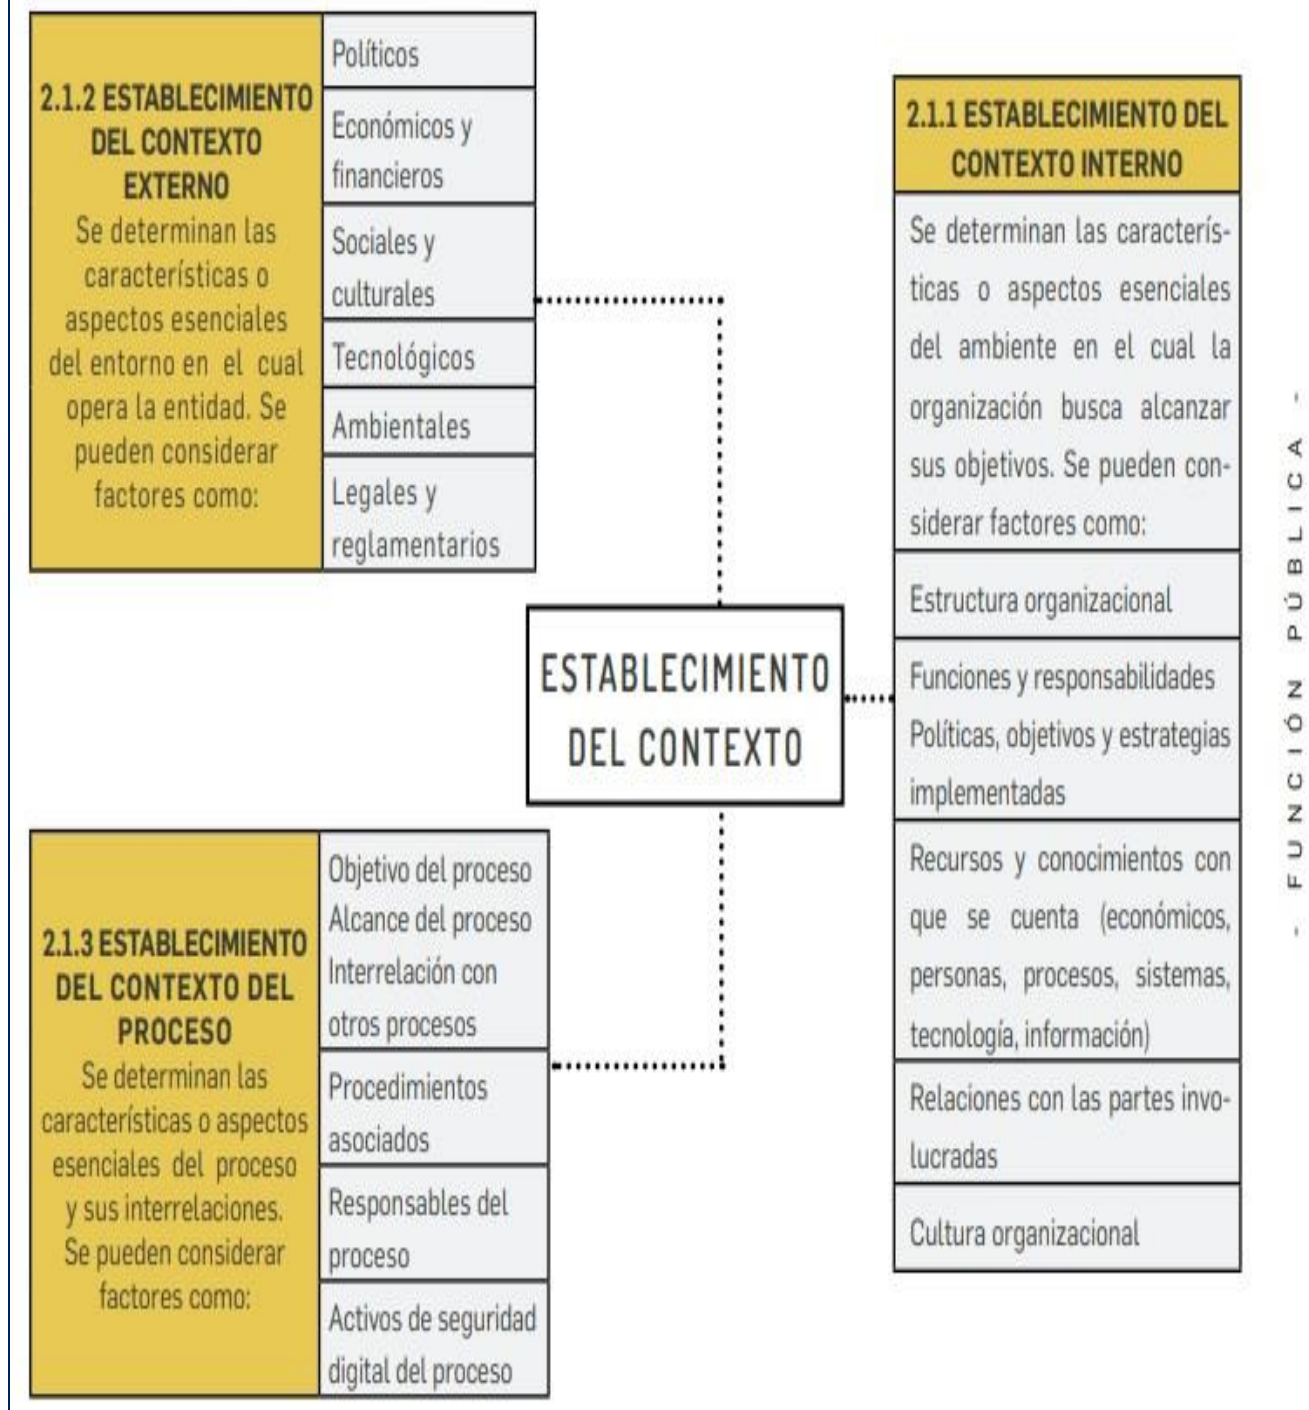 2.1.2 ESTABLECIMIENTO
DEL CONTEXTO
EXTERNO
Se determinan las
características o
aspectos esenciales
del entorno en el cual
opera la entidad. Se
pueden considerar
factores como:
Políticos
Económicos y
financieros
Sociales y
culturales
Tecnológicos
Ambientales
Legales y
reglamentarios
2.1.1 ESTABLECIMIENTO DEL
CONTEXTO INTERNO
Se determinan las caracterís-
ticas o aspectos esenciales
del ambiente en el cual la
organización busca alcanzar
sus objetivos. Se pueden con-
siderar factores como:
Estructura organizacional
Funciones y responsabilidades
Políticas, objetivos y estrategias
implementadas
Recursos y conocimientos con
que se cuenta (económicos,
personas, procesos, sistemas,
tecnología, información)
Relaciones con las partes invo-
lucradas
Cultura organizacional
ESTABLECIMIENTO
DEL CONTEXTO
2.1.3 ESTABLECIMIENTO
DEL CONTEXTO DEL
PROCESO
Se determinan las
características o aspectos
esenciales del proceso
y sus interrelaciones.
Se pueden considerar
factores como:
Objetivo del proceso
Alcance del proceso
Interrelación con
otros procesos
Procedimientos
asociados
Responsables del
proceso
Activos de seguridad
digital del proceso
- FUNCIÓN PÚBLICA -